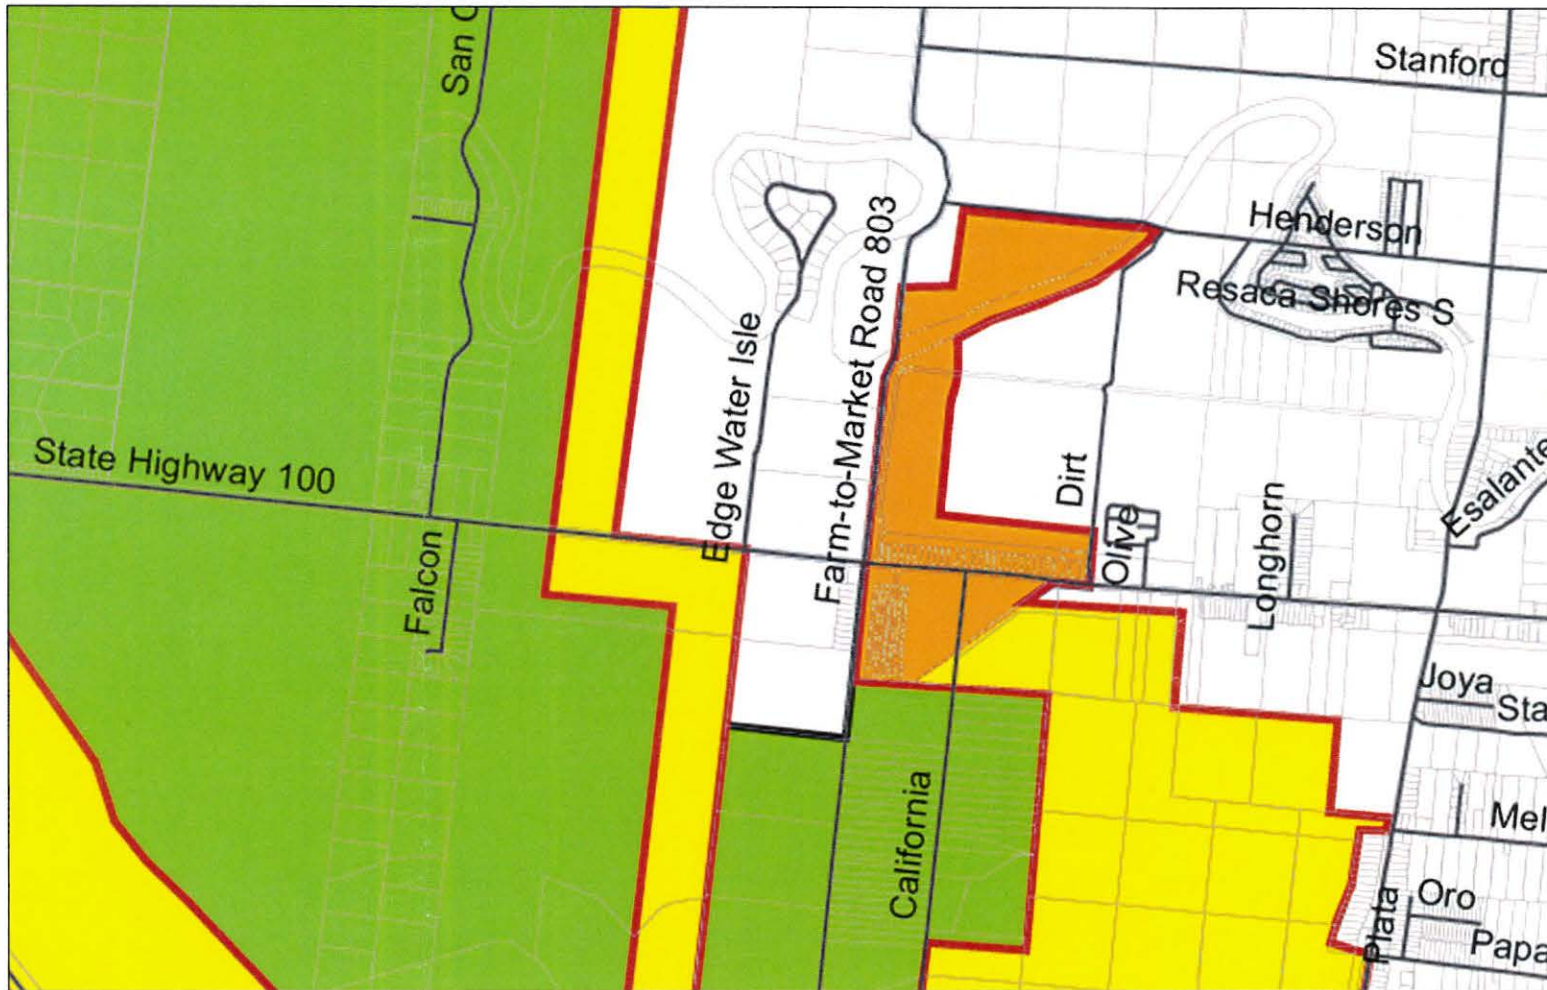 San
Stanford
Henderson
Resaca Shores S
Farm-to-Market Road 803
Edge Water Isle
State Highway 100
Dirt
Olive
Longhorn
Esalante
Falcon
Joya
Sta
California
Mel
Oro
Plata
Papa